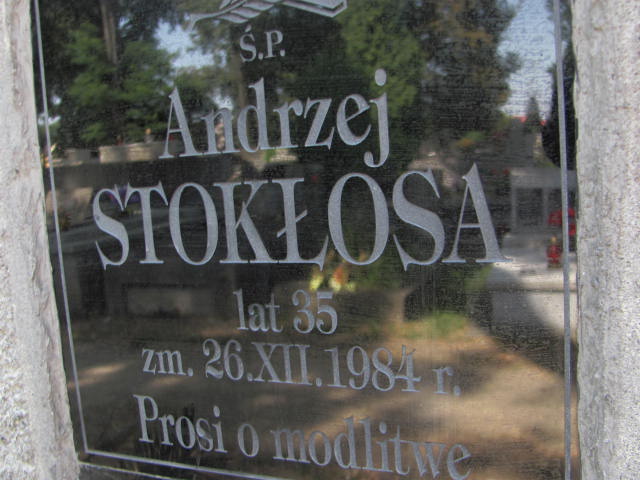 Ś.P.
Andrzej
STOKŁOSA
lat 35
zm. 26.XII.1984 r.
Prosi o modlitwę